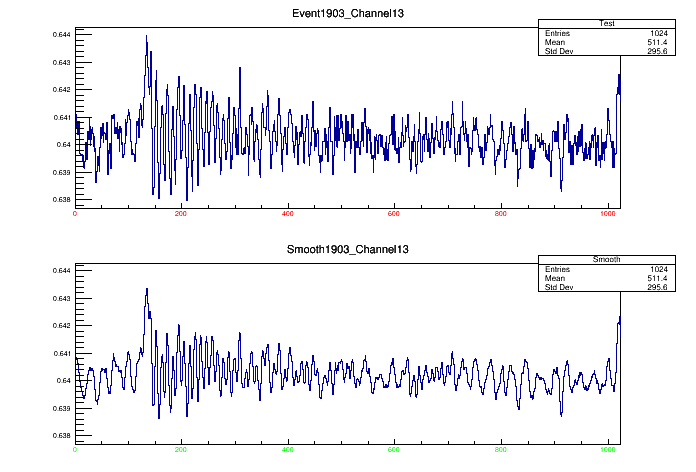 Event1903_Channel13
Test
Entries 1024
Mean 511.4
Std Dev 295.6
0.644
0.643
0.642
0.641
0.64
0.639
0.638
0 200 400 600 800 1000
Smooth1903_Channel13
Smooth
Entries 1024
Mean 511.4
Std Dev 295.6
0.644
0.643
0.642
0.641
0.64
0.639
0.638
0 200 400 600 800 1000